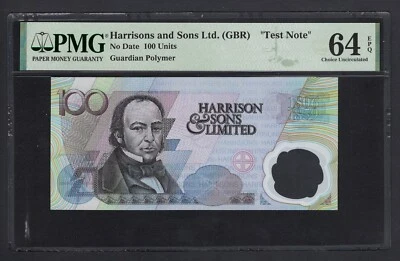 PMG
PAPER MONEY GUARANTY
Harrisons and Sons Ltd. (GBR) "Test Note"
No Date 100 Units
Guardian Polymer
64 EPQ
Choice Uncirculated
100
HARRISON
& SONS
LIMITED